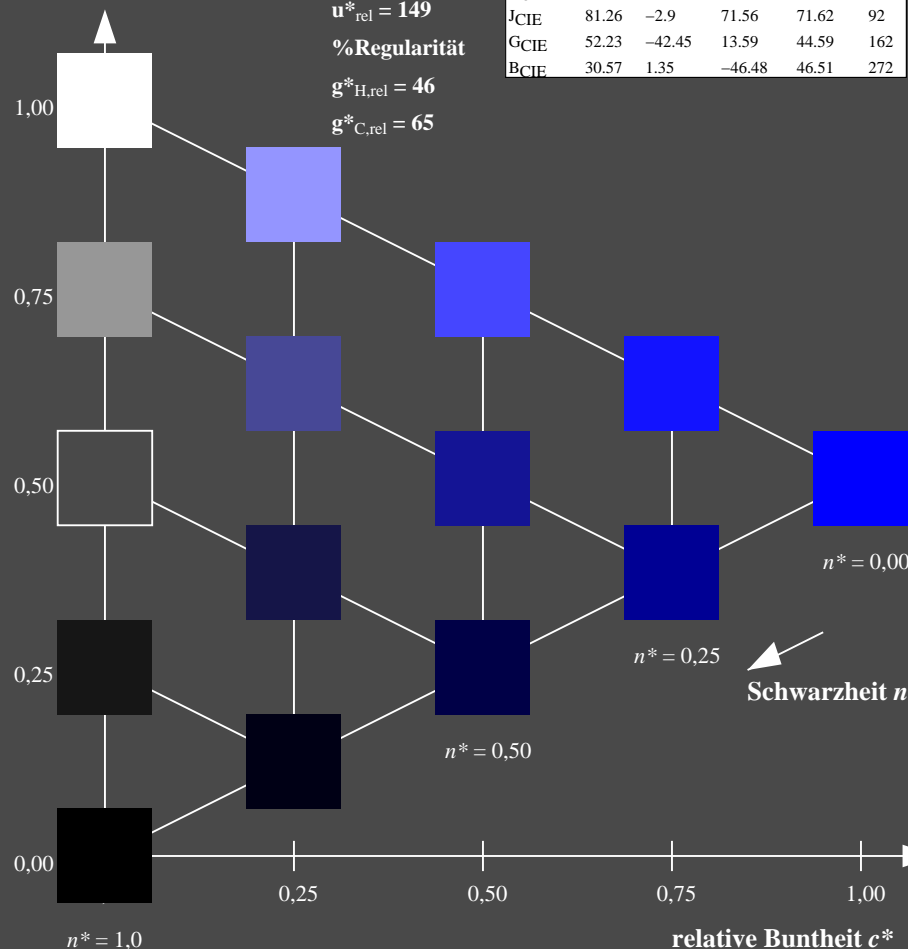 u*rel = 149
%Regularität
g*H,rel = 46
g*C,rel = 65
JCIE 81.26 −2.9 71.56 71.62 92
GCIE 52.23 −42.45 13.59 44.59 162
BCIE 30.57 1.35 −46.48 46.51 272
1,00
0,75
0,50
0,25
0,00
n* = 0,00
n* = 0,25
Schwarzheit n
n* = 0,50
0,25 0,50 0,75 1,00
n* = 1,0
relative Buntheit c*